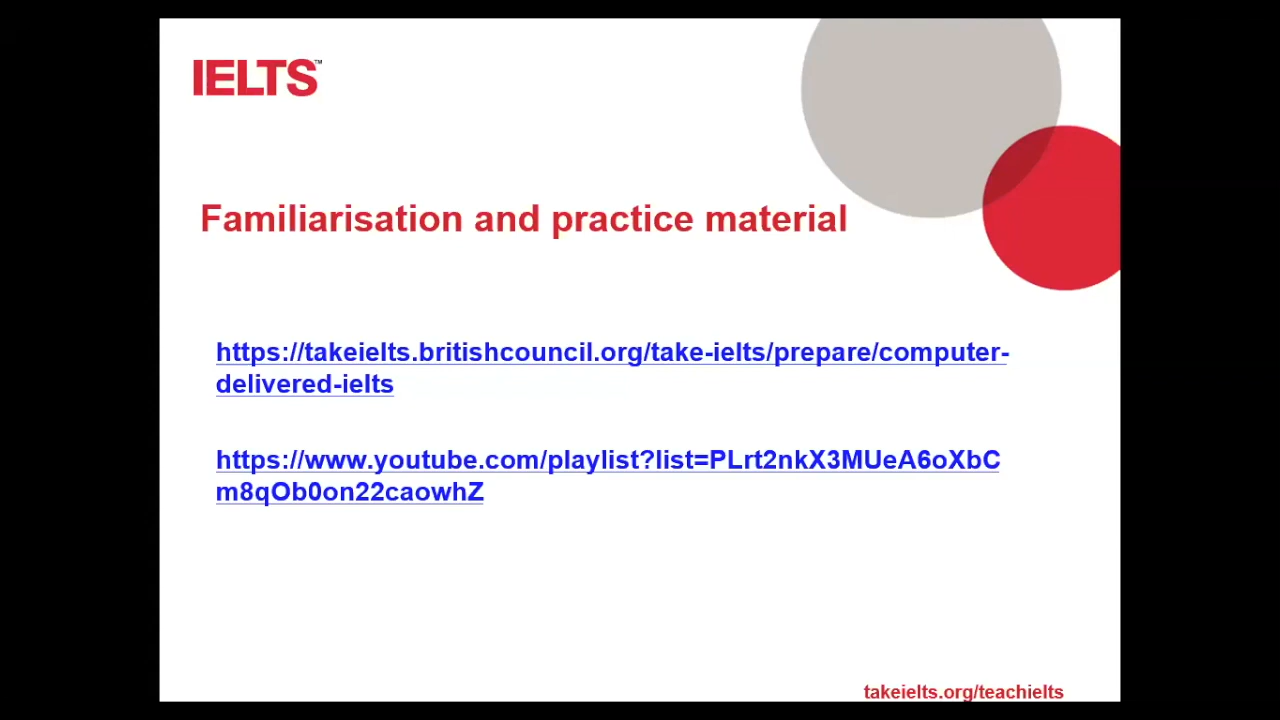 IELTS™
Familiarisation and practice material
https://takeielts.britishcouncil.org/take-ielts/prepare/computer-
delivered-ielts
https://www.youtube.com/playlist?list=PLrt2nkX3MUeA6oXbC
m8qOb0on22caowhZ
takeielts.org/teachielts